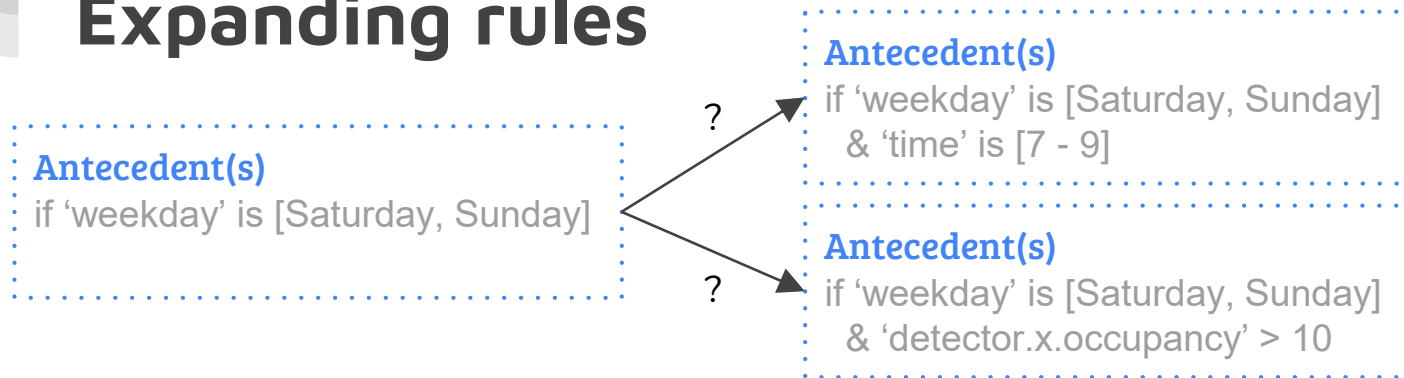 Expanding rules
Antecedent(s)
if ‘weekday’ is [Saturday, Sunday]
?
?
Antecedent(s)
if ‘weekday’ is [Saturday, Sunday]
& ‘time’ is [7 - 9]
Antecedent(s)
if ‘weekday’ is [Saturday, Sunday]
& ‘detector.x.occupancy’ > 10